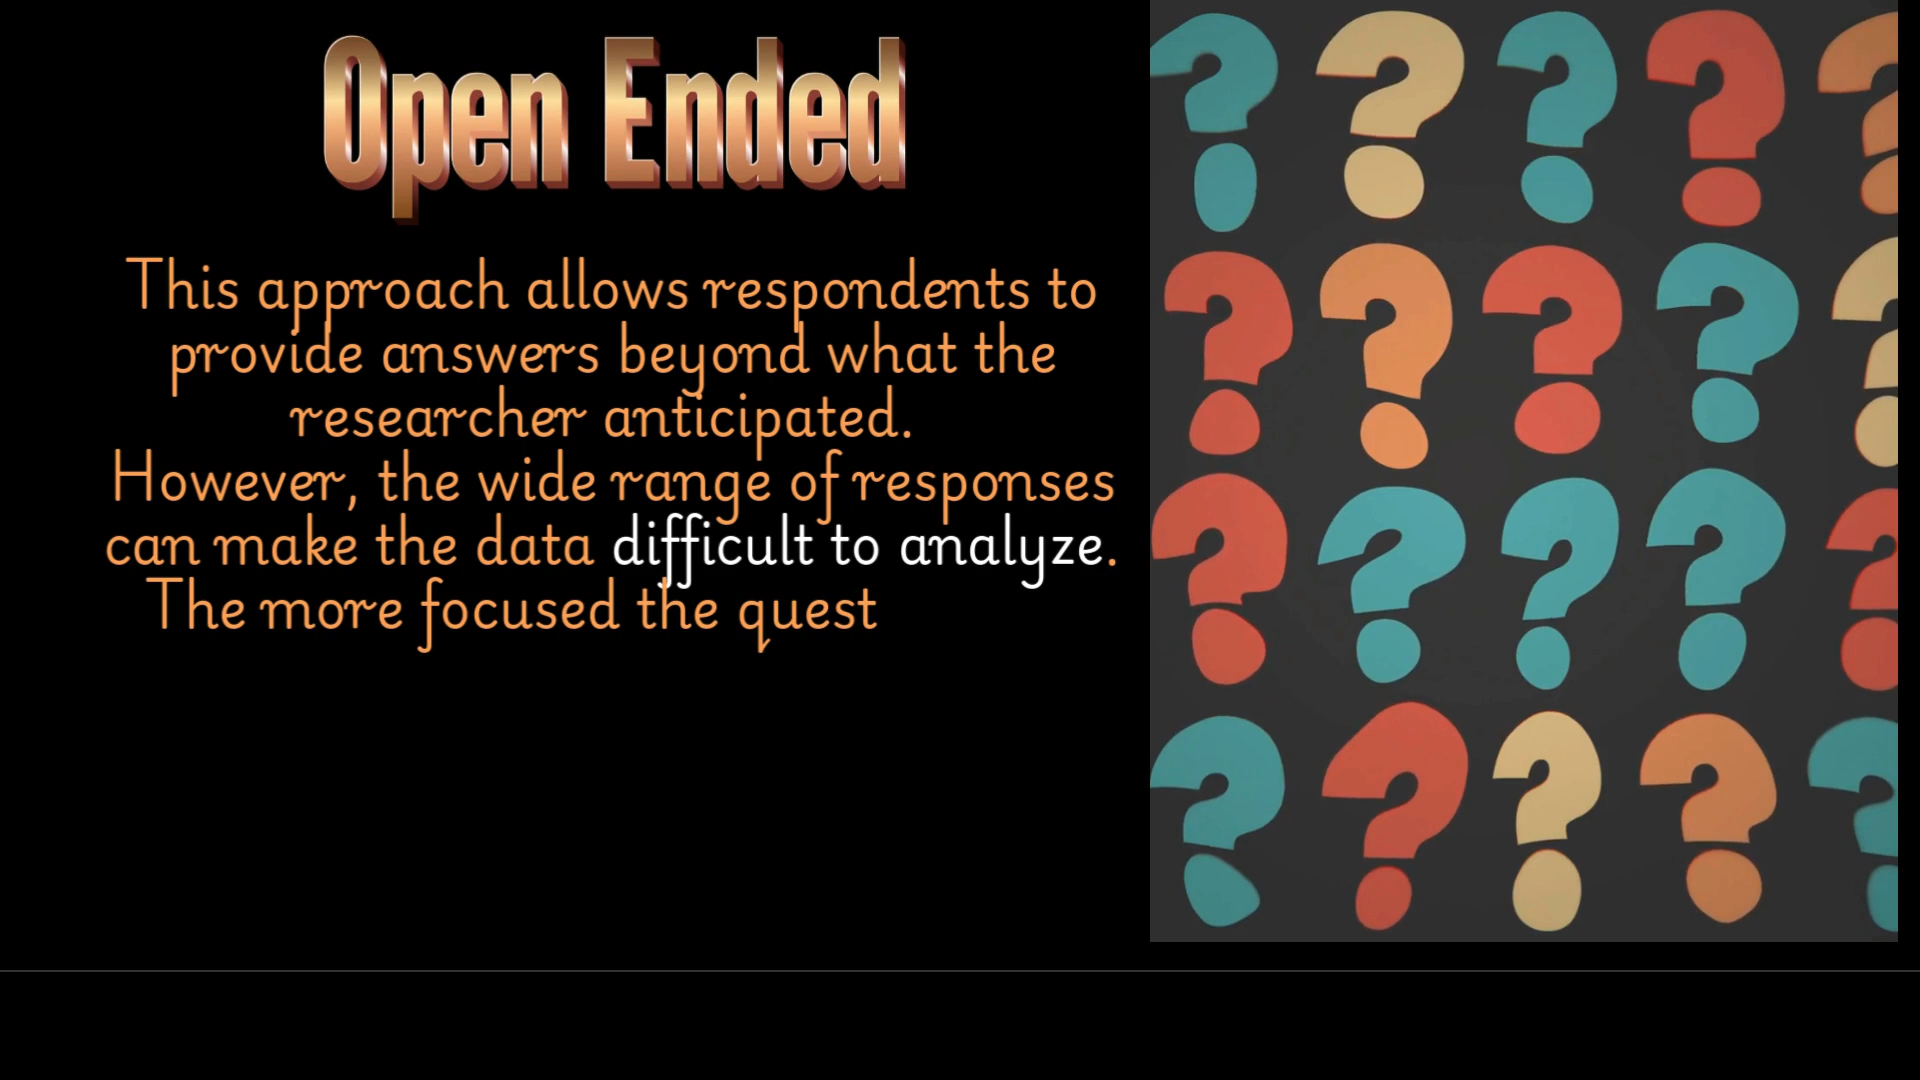 Open Ended
This approach allows respondents to
provide answers beyond what the
researcher anticipated.
However, the wide range of responses
can make the data difficult to analyze.
The more focused the quest